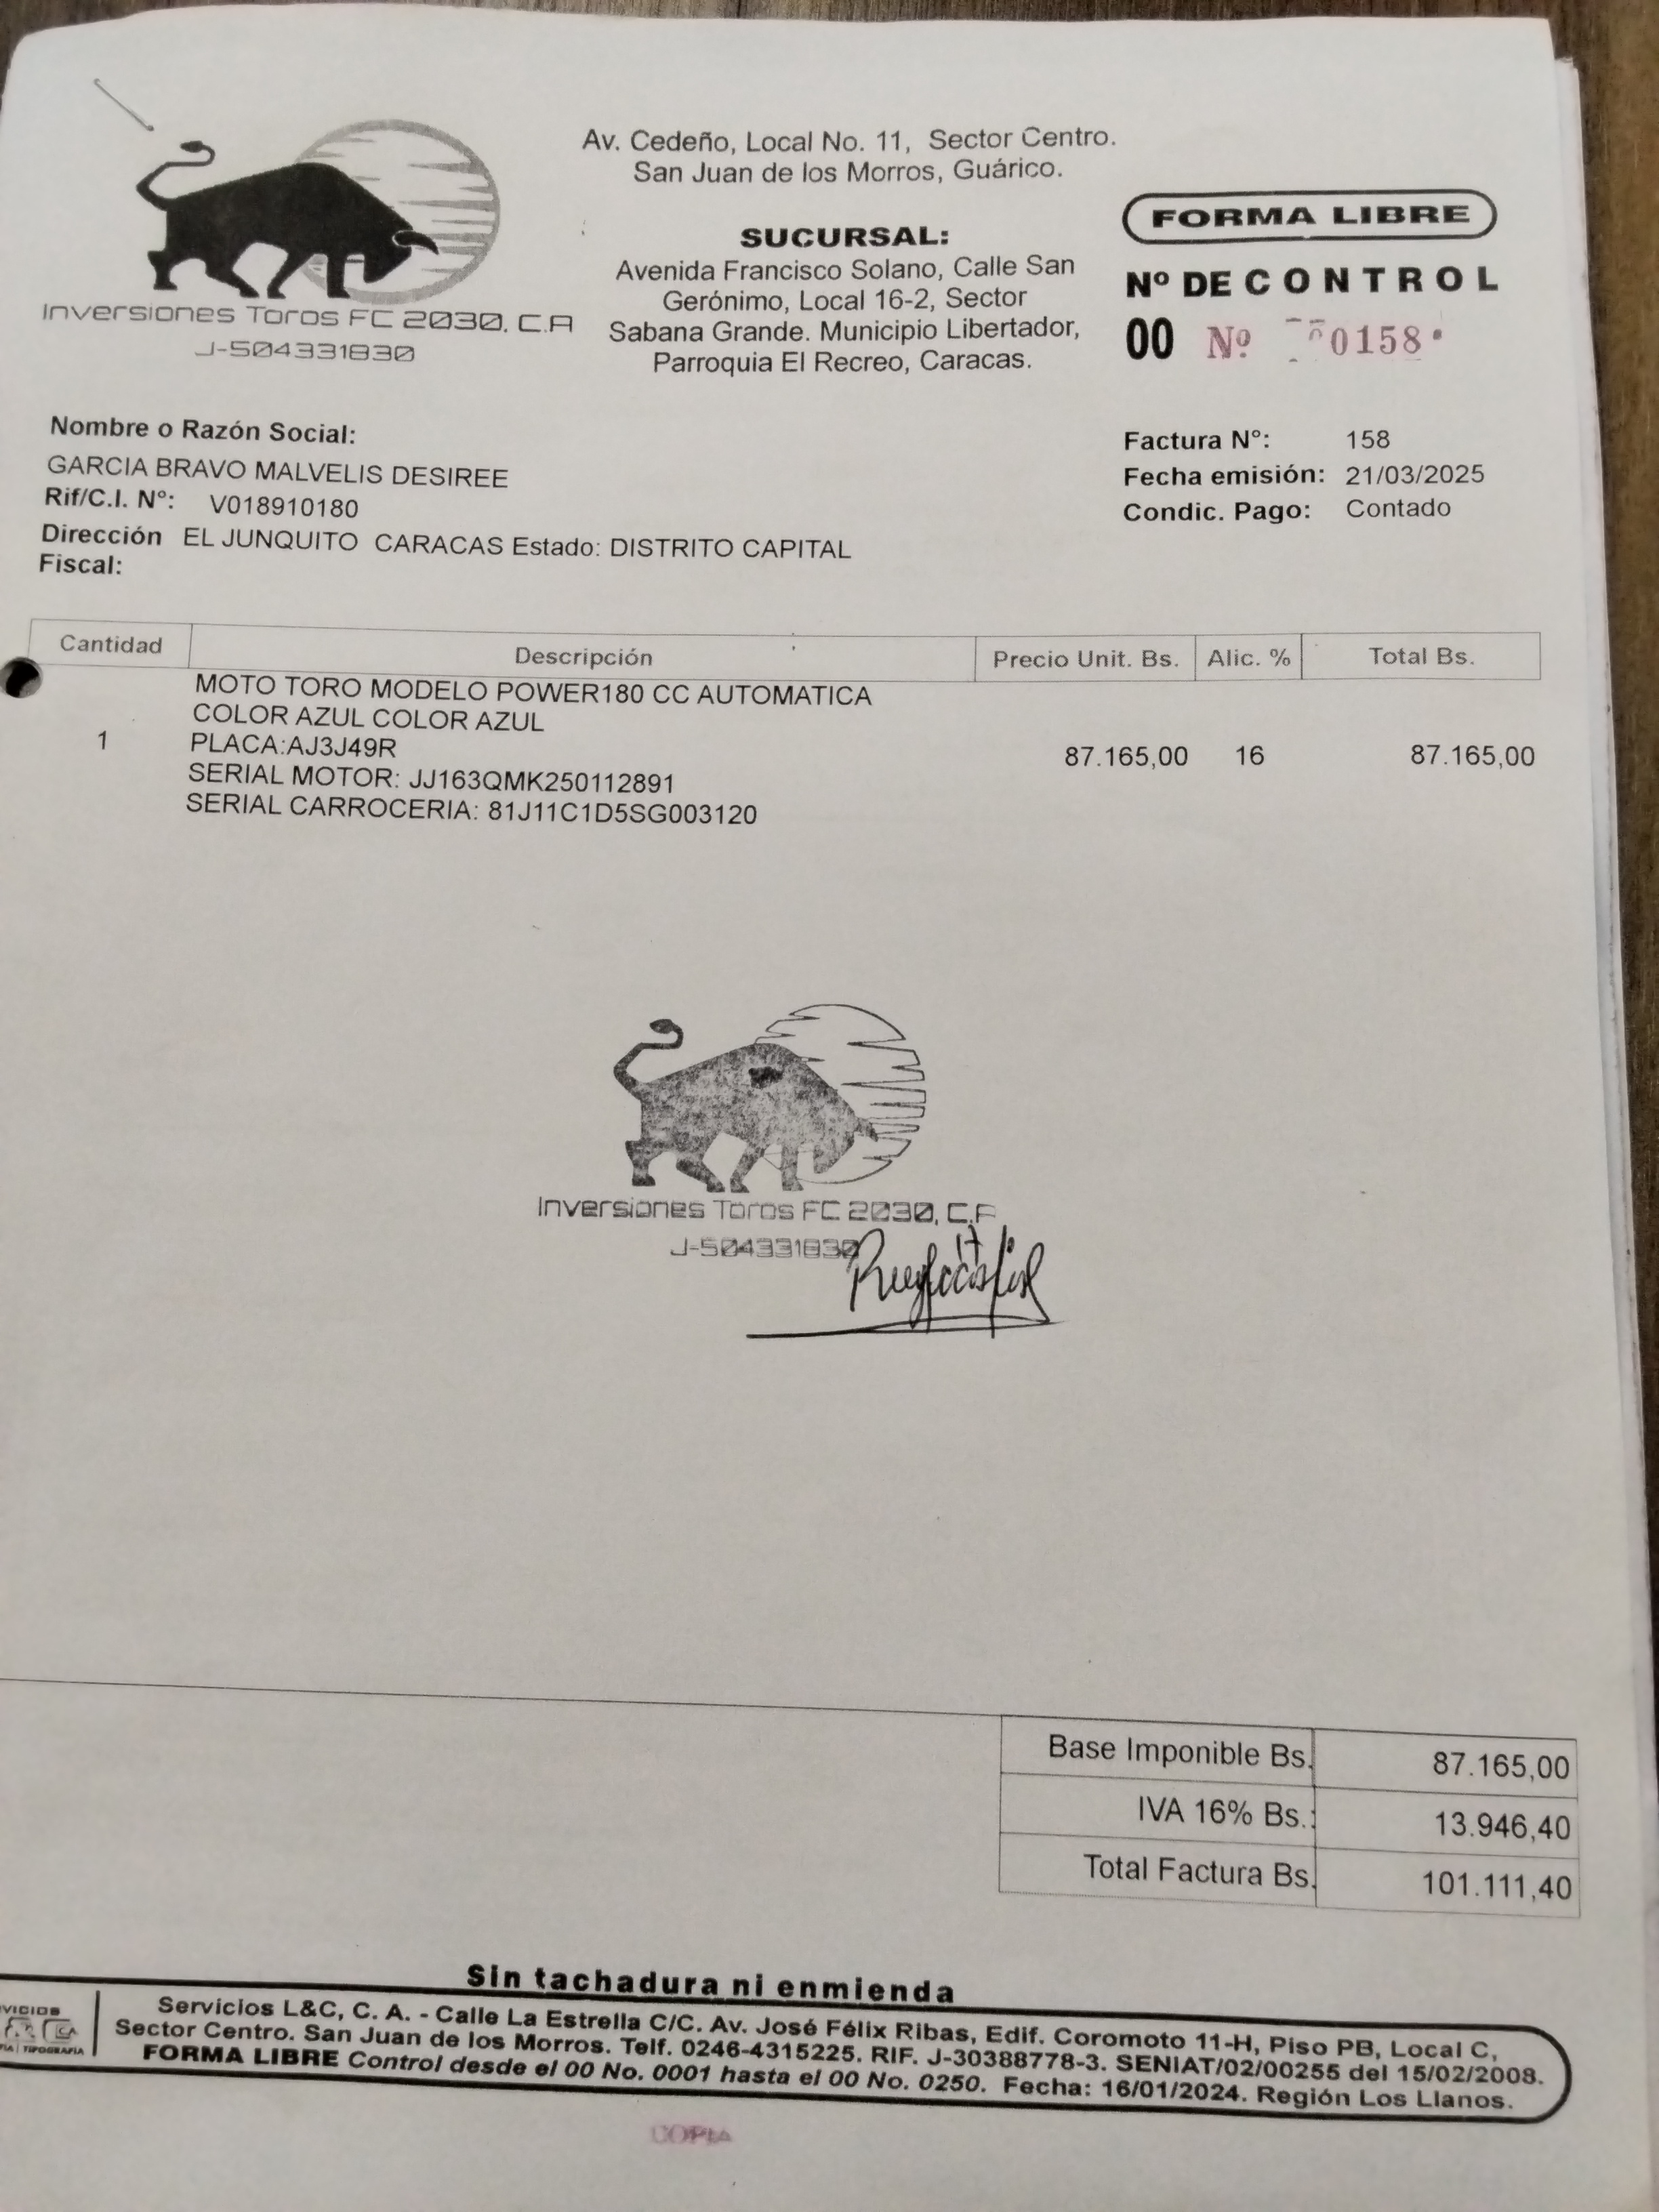 Inversiones Toros FC 2030, C.A
J-504331830
Av. Cedeño, Local No. 11, Sector Centro.
San Juan de los Morros, Guárico.
SUCURSAL:
Avenida Francisco Solano, Calle San
Gerónimo, Local 16-2, Sector
Sabana Grande. Municipio Libertador,
Parroquia El Recreo, Caracas.
FORMA LIBRE
Nº DE CONTROL
00 Nº 0158
Nombre o Razón Social:
GARCIA BRAVO MALVELIS DESIREE
Rif/C.I. Nº: V018910180
Dirección EL JUNQUITO CARACAS Estado: DISTRITO CAPITAL
Fiscal:
Factura N°: 158
Fecha emisión: 21/03/2025
Condic. Pago: Contado
Cantidad Descripción Precio Unit. Bs. Alic. % Total Bs.
MOTO TORO MODELO POWER180 CC AUTOMATICA
COLOR AZUL COLOR AZUL
1 PLACA:AJ3J49R 87.165,00 16 87.165,00
SERIAL MOTOR: JJ163QMK250112891
SERIAL CARROCERIA: 81J11C1D5SG003120
Inversiones Toros FC 2030, C.A
J-504331830
Base Imponible Bs. 87.165,00
IVA 16% Bs.: 13.946,40
Total Factura Bs. 101.111,40
Sin tachadura ni enmienda
Servicios L&C, C. A. - Calle La Estrella C/C. Av. José Félix Ribas, Edif. Coromoto 11-H, Piso PB, Local C,
Sector Centro. San Juan de los Morros. Telf. 0246-4315225. RIF. J-30388778-3. SENIAT/02/00255 del 15/02/2008.
FORMA LIBRE Control desde el 00 No. 0001 hasta el 00 No. 0250. Fecha: 16/01/2024. Región Los Llanos.
COPIA